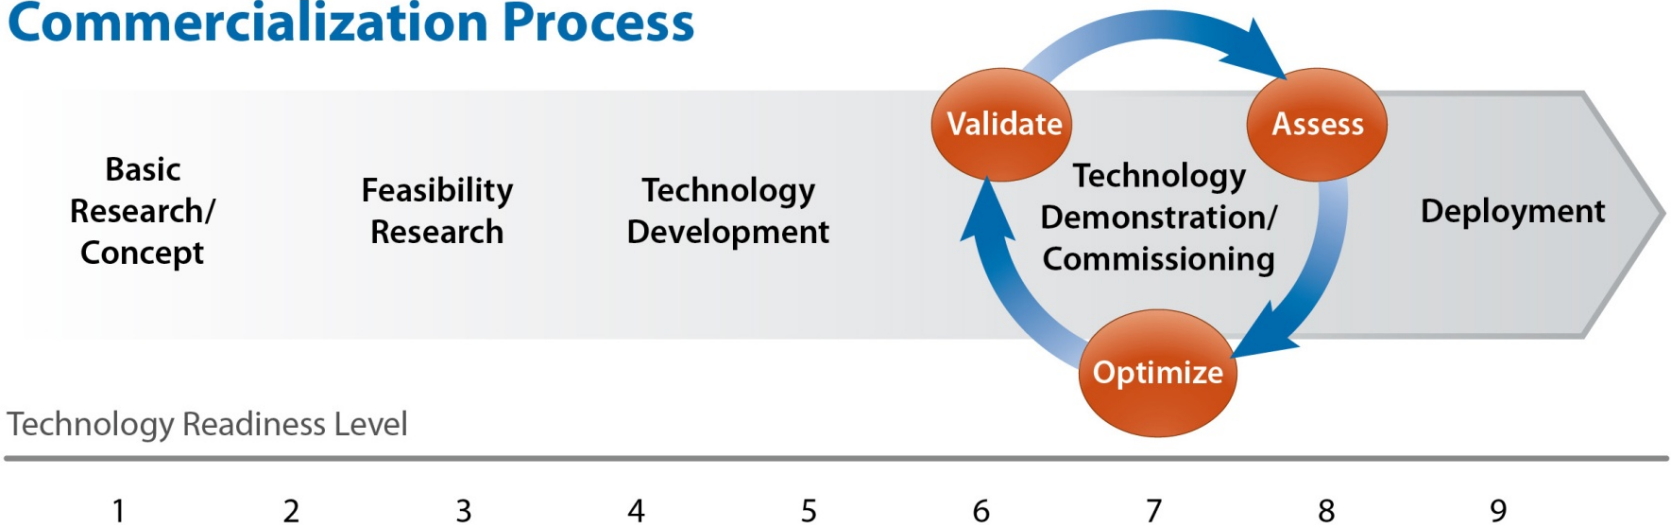 Commercialization Process
Basic
Research/
Concept
Feasibility
Research
Technology
Development
Validate
Assess
Technology
Demonstration/
Commissioning
Optimize
Deployment
Technology Readiness Level
1 2 3 4 5 6 7 8 9